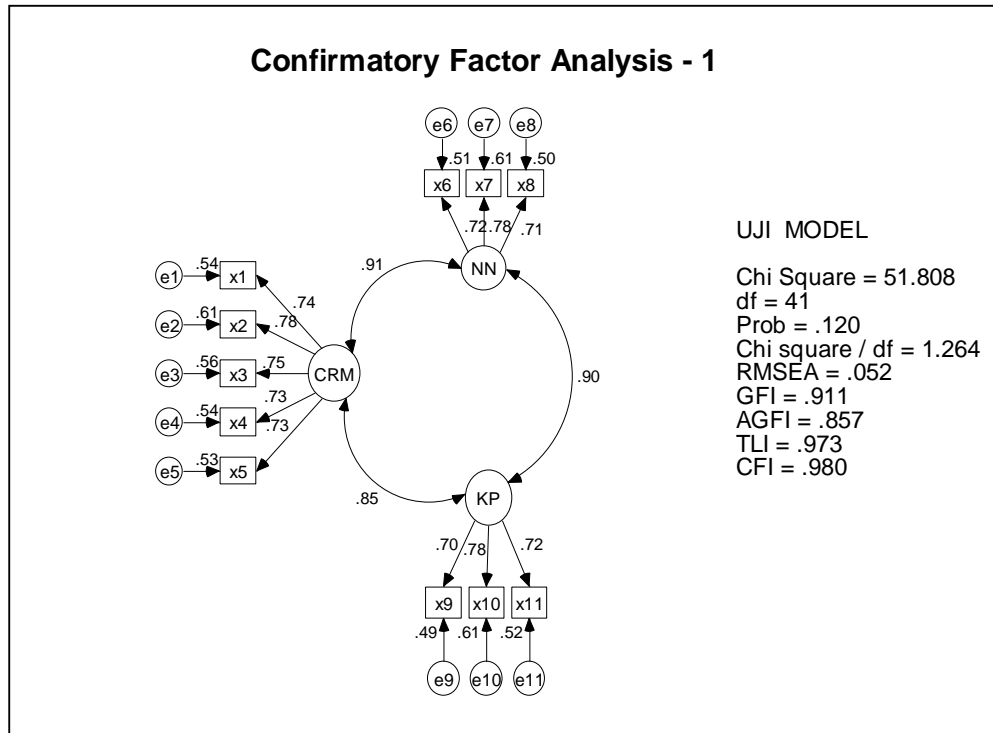 Confirmatory Factor Analysis - 1
e6 e7 e8
.51 .61 .50
x6 x7 x8
.72 .78 .71
NN
.91
.54
e1 x1
.74
.61
e2 x2
.78
.56
e3 x3
.75
CRM
.54
e4 x4
.73
.53
e5 x5
.73
.90
.85
KP
.70 .78 .72
x9 x10 x11
.49 .61 .52
e9 e10 e11
UJI MODEL
Chi Square = 51.808
df = 41
Prob = .120
Chi square / df = 1.264
RMSEA = .052
GFI = .911
AGFI = .857
TLI = .973
CFI = .980